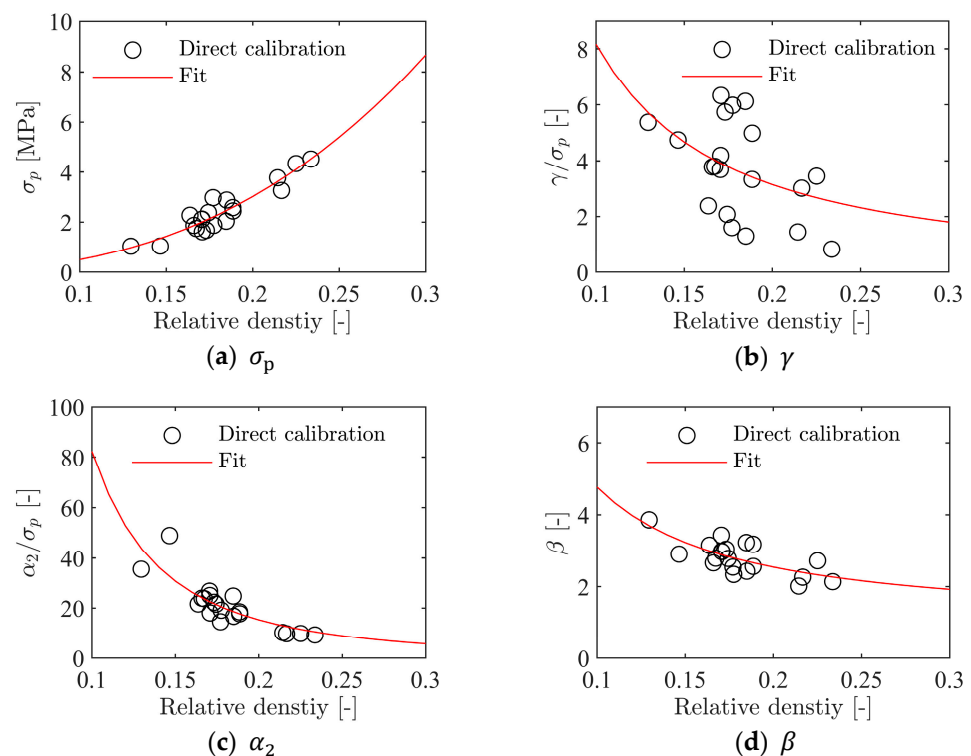 10
8
6
4
2
0
σp [MPa]
Direct calibration
Fit
0.1 0.15 0.2 0.25 0.3
Relative denstiy [-]
(a) σp
8
6
4
2
0
γ/σp [-]
Direct calibration
Fit
0.1 0.15 0.2 0.25 0.3
Relative denstiy [-]
(b) γ
100
80
60
40
20
0
α2/σp [-]
Direct calibration
Fit
0.1 0.15 0.2 0.25 0.3
Relative denstiy [-]
(c) α2
6
4
2
0
β [-]
Direct calibration
Fit
0.1 0.15 0.2 0.25 0.3
Relative denstiy [-]
(d) β